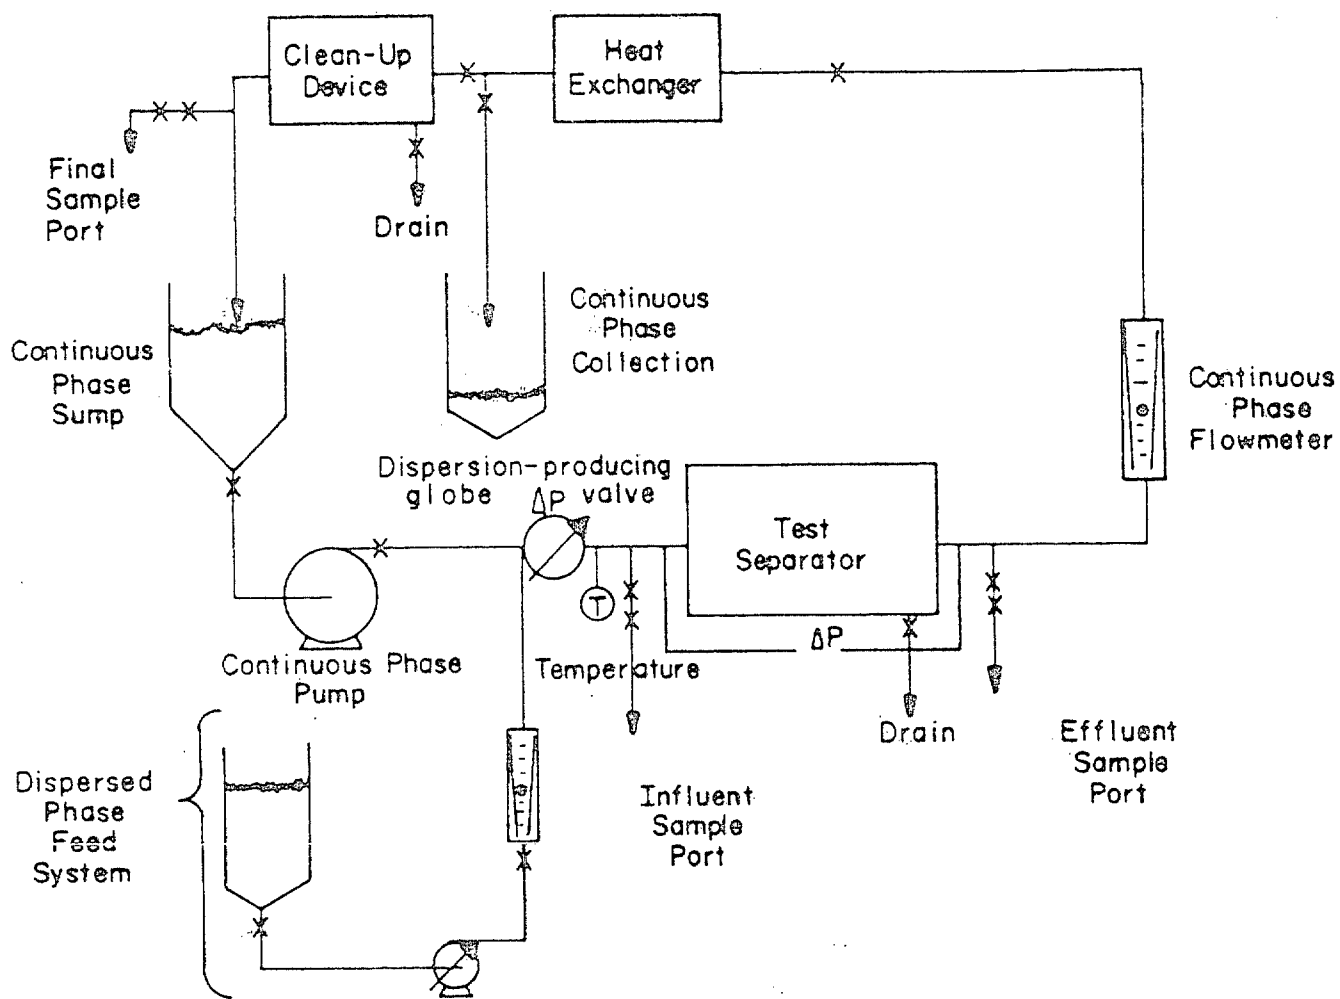 Clean-Up
Device
Heat
Exchanger
Final
Sample
Port
Drain
Continuous
Phase
Sump
Continuous
Phase
Collection
Continuous
Phase
Flowmeter
Dispersion-producing
globe valve
ΔP
Test
Separator
T
ΔP
Continuous Phase
Pump
Temperature
Drain
Effluent
Sample
Port
Influent
Sample
Port
Dispersed
Phase
Feed
System